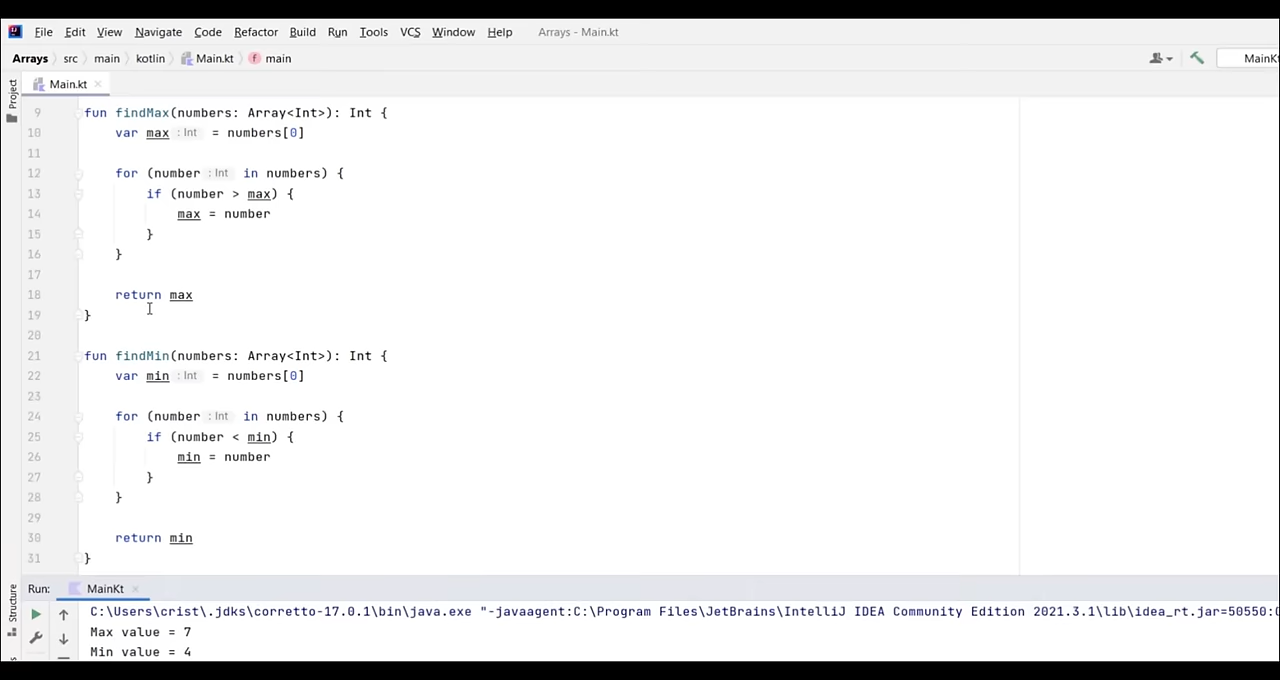 File Edit View Navigate Code Refactor Build Run Tools VCS Window Help Arrays - Main.kt
Arrays src main kotlin Main.kt main MainKt
Project
Main.kt
9 fun findMax(numbers: Array<Int>): Int {
10 var max : Int = numbers[0]
11
12 for (number : Int in numbers) {
13 if (number > max) {
14 max = number
15 }
16 }
17
18 return max
19 }
20
21 fun findMin(numbers: Array<Int>): Int {
22 var min : Int = numbers[0]
23
24 for (number : Int in numbers) {
25 if (number < min) {
26 min = number
27 }
28 }
29
30 return min
31 }
Structure
Run: MainKt
C:\Users\crist\.jdks\corretto-17.0.1\bin\java.exe "-javaagent:C:\Program Files\JetBrains\IntelliJ IDEA Community Edition 2021.3.1\lib\idea_rt.jar=50550:
Max value = 7
Min value = 4